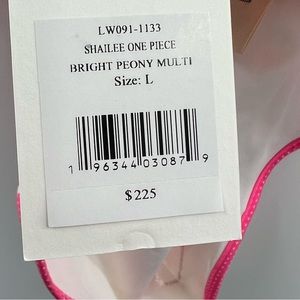 LW091-1133
SHAILEE ONE PIECE
BRIGHT PEONY MULTI
Size: L
1 96344 03087 9
$225